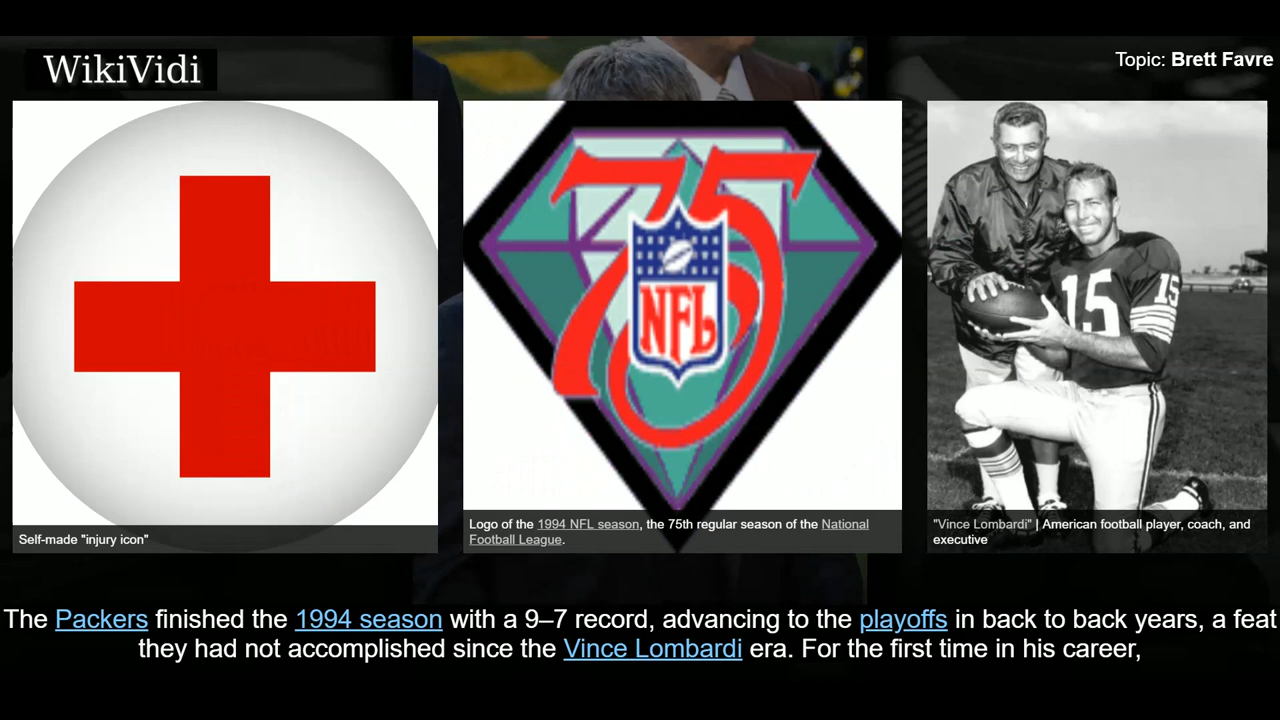 WikiVidi
Topic: Brett Favre
75
NFL
15
15
Self-made "injury icon"
Logo of the 1994 NFL season, the 75th regular season of the National
Football League.
"Vince Lombardi" | American football player, coach, and
executive
The Packers finished the 1994 season with a 9–7 record, advancing to the playoffs in back to back years, a feat
they had not accomplished since the Vince Lombardi era. For the first time in his career,